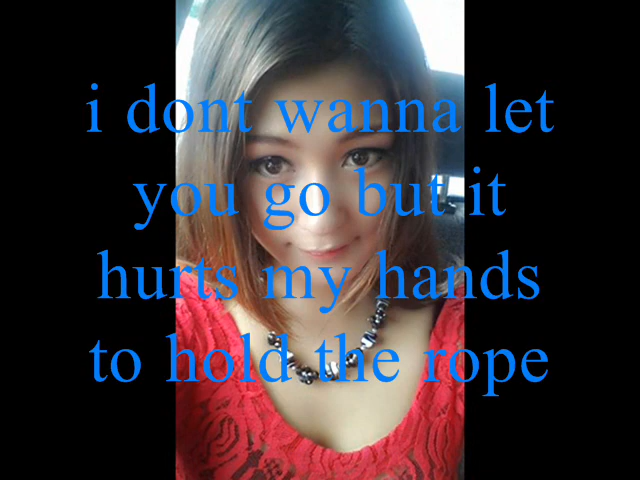 i dont wanna let
you go but it
hurts my hands
to hold the rope